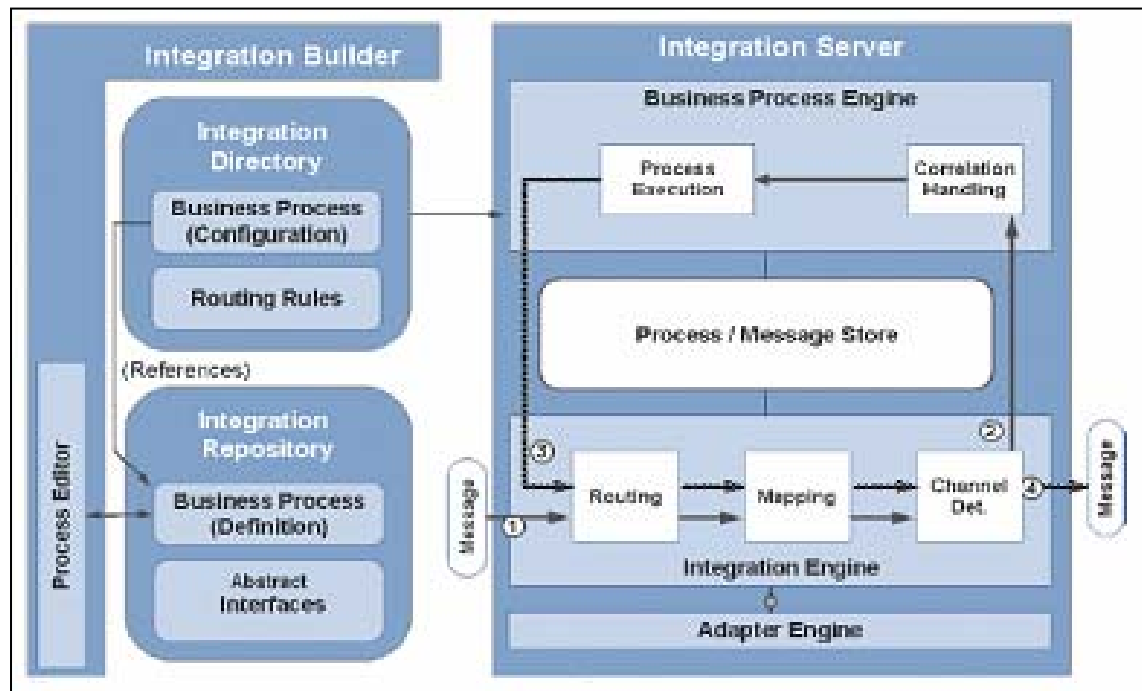 Integration Builder
Integration
Directory
Business Process
(Configuration)
Routing Rules
(References)
Process Editor
Integration
Repository
Business Process
(Definition)
Abstract
Interfaces
Integration Server
Business Process Engine
Process
Execution
Correlation
Handling
Process / Message Store
Message
1
3
Routing
Mapping
2
Channel
Det.
4
Message
Integration Engine
Adapter Engine